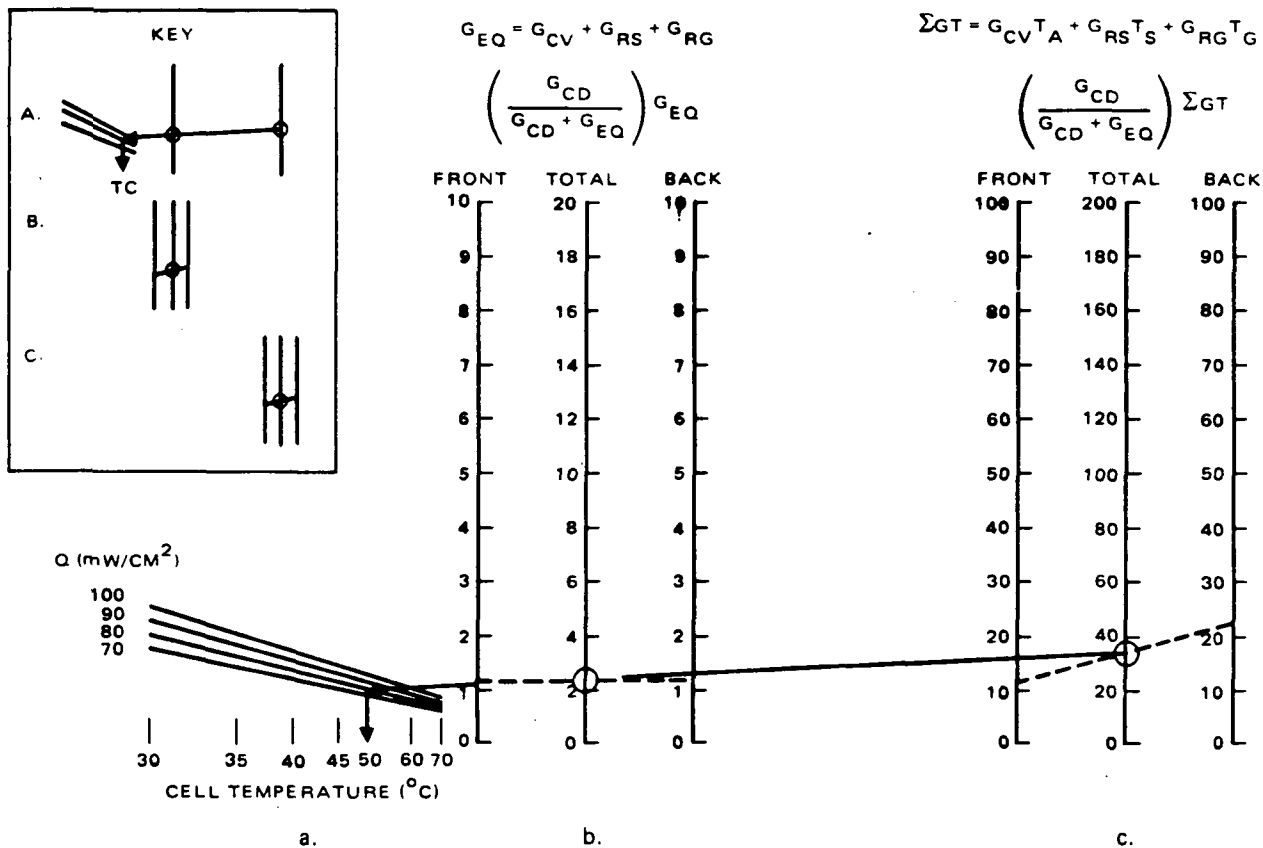 KEY
A.
TC
B.
C.
G_EQ = G_CV + G_RS + G_RG
(G_CD / (G_CD + G_EQ)) G_EQ
FRONT TOTAL BACK
10 20 10
9 18 9
8 16 8
7 14 7
6 12 6
5 10 5
4 8 4
3 6 3
2 4 2
1 2 1
0 0 0
ΣGT = G_CV T_A + G_RS T_S + G_RG T_G
(G_CD / (G_CD + G_EQ)) ΣGT
FRONT TOTAL BACK
100 200 100
90 180 90
80 160 80
70 140 70
60 120 60
50 100 50
40 80 40
30 60 30
20 40 20
10 20 10
0 0 0
Q (mW/CM²)
100
90
80
70
30 35 40 45 50 60 70
CELL TEMPERATURE (°C)
a. b. c.